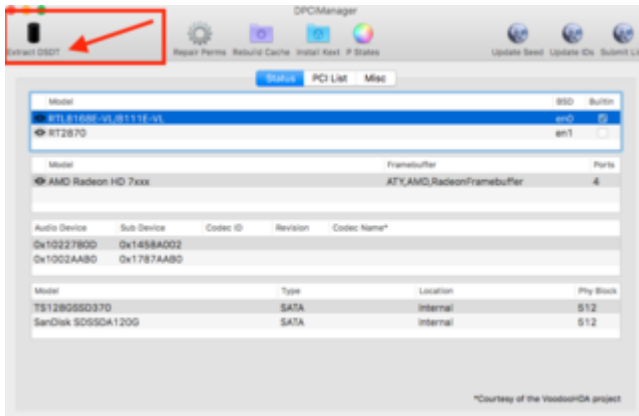 DPCIManager
Extract DSDT Repair Perms Rebuild Cache Install Kext P States Update Seed Update IDs Submit
Status PCI List Misc
Model BSD Builtin
RTL8168E-VL/8111E-VL en0
RT2870 en1
Model Framebuffer Ports
AMD Radeon HD 7xxx ATY,AMD,RadeonFramebuffer 4
Audio Device Sub Device Codec ID Revision Codec Name*
0x1022780D 0x1458A002
0x1002AAB0 0x1787AAB0
Model Type Location Phy Block
TS128GSSD370 SATA Internal 512
SanDisk SDSSDA120G SATA Internal 512
*Courtesy of the VoodooHDA project